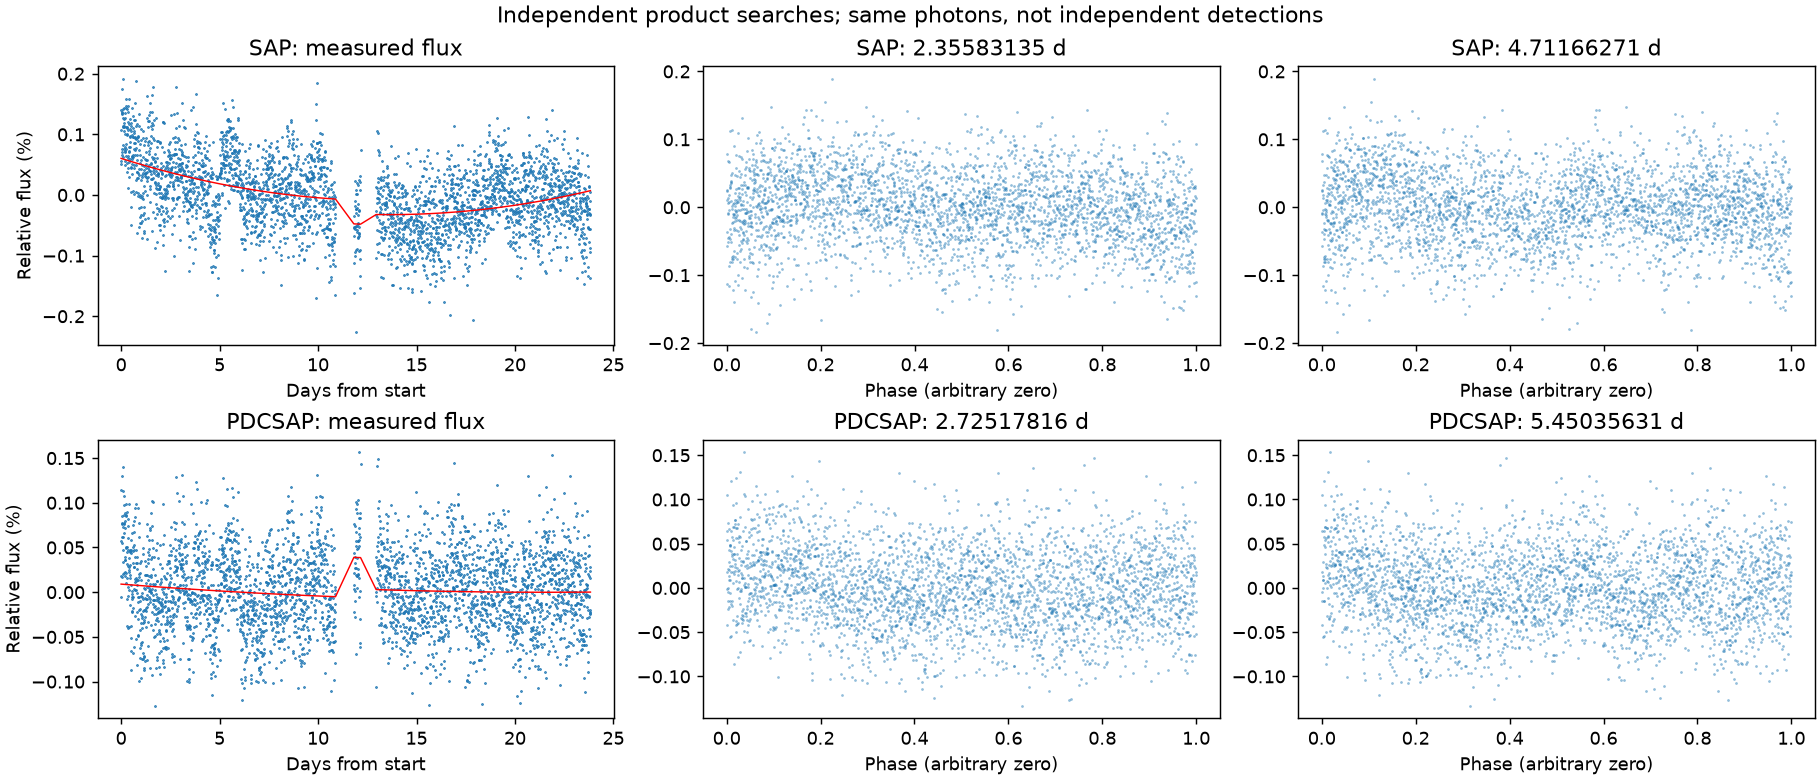 Independent product searches; same photons, not independent detections
SAP: measured flux
SAP: 2.35583135 d
SAP: 4.71166271 d
Relative flux (%)
0.2
0.1
0.0
−0.1
−0.2
0 5 10 15 20 25
Days from start
0.2
0.1
0.0
−0.1
−0.2
0.0 0.2 0.4 0.6 0.8 1.0
Phase (arbitrary zero)
0.2
0.1
0.0
−0.1
−0.2
0.0 0.2 0.4 0.6 0.8 1.0
Phase (arbitrary zero)
PDCSAP: measured flux
PDCSAP: 2.72517816 d
PDCSAP: 5.45035631 d
Relative flux (%)
0.15
0.10
0.05
0.00
−0.05
−0.10
0 5 10 15 20 25
Days from start
0.15
0.10
0.05
0.00
−0.05
−0.10
0.0 0.2 0.4 0.6 0.8 1.0
Phase (arbitrary zero)
0.15
0.10
0.05
0.00
−0.05
−0.10
0.0 0.2 0.4 0.6 0.8 1.0
Phase (arbitrary zero)